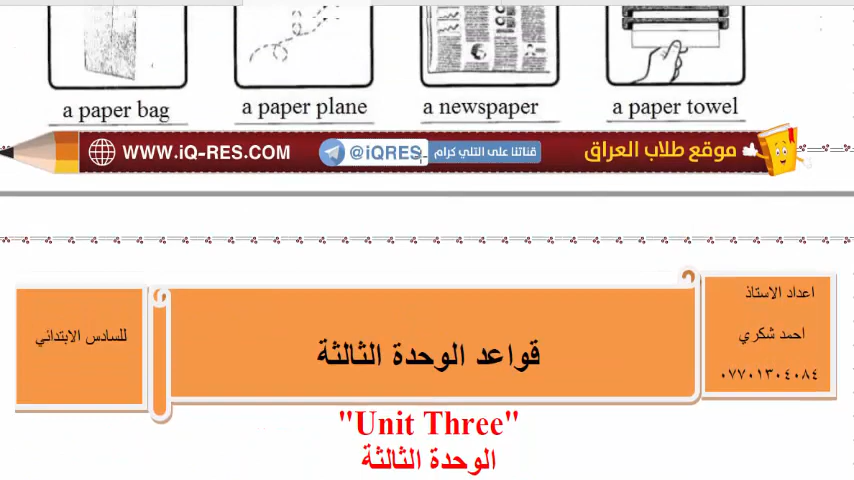 a paper bag a paper plane a newspaper a paper towel
WWW.iQ-RES.COM @iQRES قناتنا على التلي كرام موقع طلاب العراق
اعداد الاستاذ
احمد شكري
٠٧٧٠١٣٠٤٠٨٤
قواعد الوحدة الثالثة
للسادس الابتدائي
"Unit Three"
الوحدة الثالثة